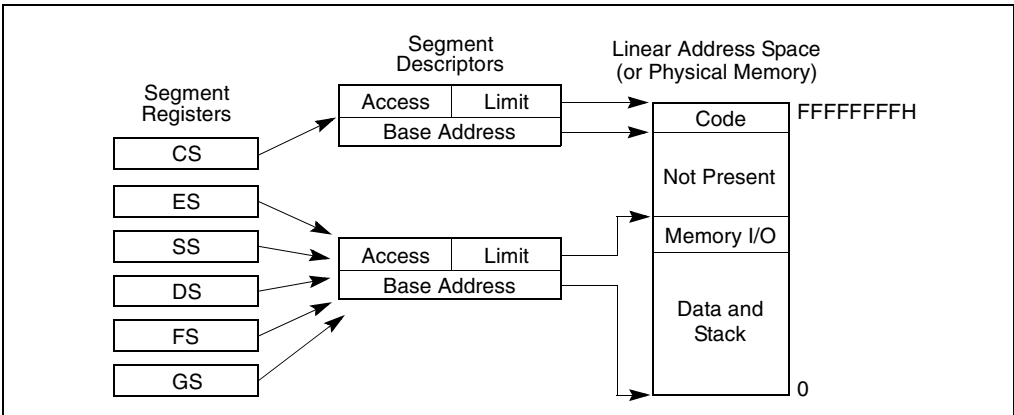 Segment
Registers
CS
ES
SS
DS
FS
GS
Segment
Descriptors
Access Limit
Base Address
Access Limit
Base Address
Linear Address Space
(or Physical Memory)
Code
FFFFFFFFH
Not Present
Memory I/O
Data and
Stack
0